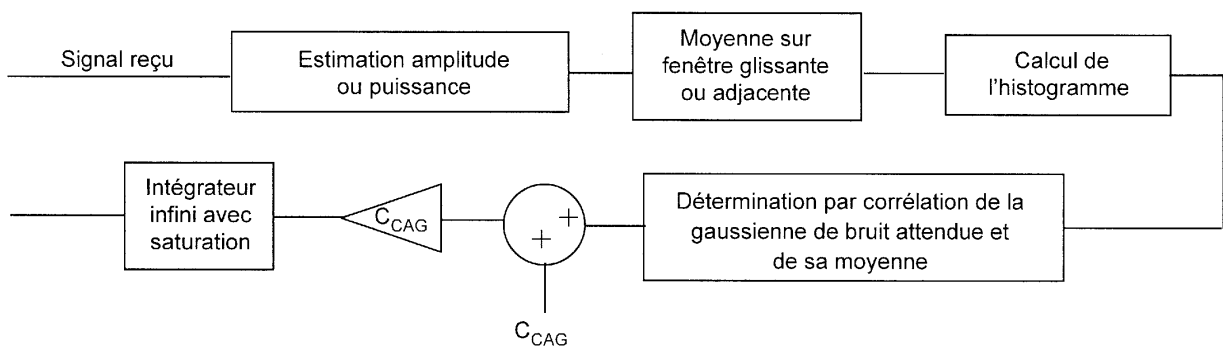 Signal reçu
Estimation amplitude
ou puissance
Moyenne sur
fenêtre glissante
ou adjacente
Calcul de
l'histogramme
Intégrateur
infini avec
saturation
C_CAG
+
+
Détermination par corrélation de la
gaussienne de bruit attendue et
de sa moyenne
C_CAG